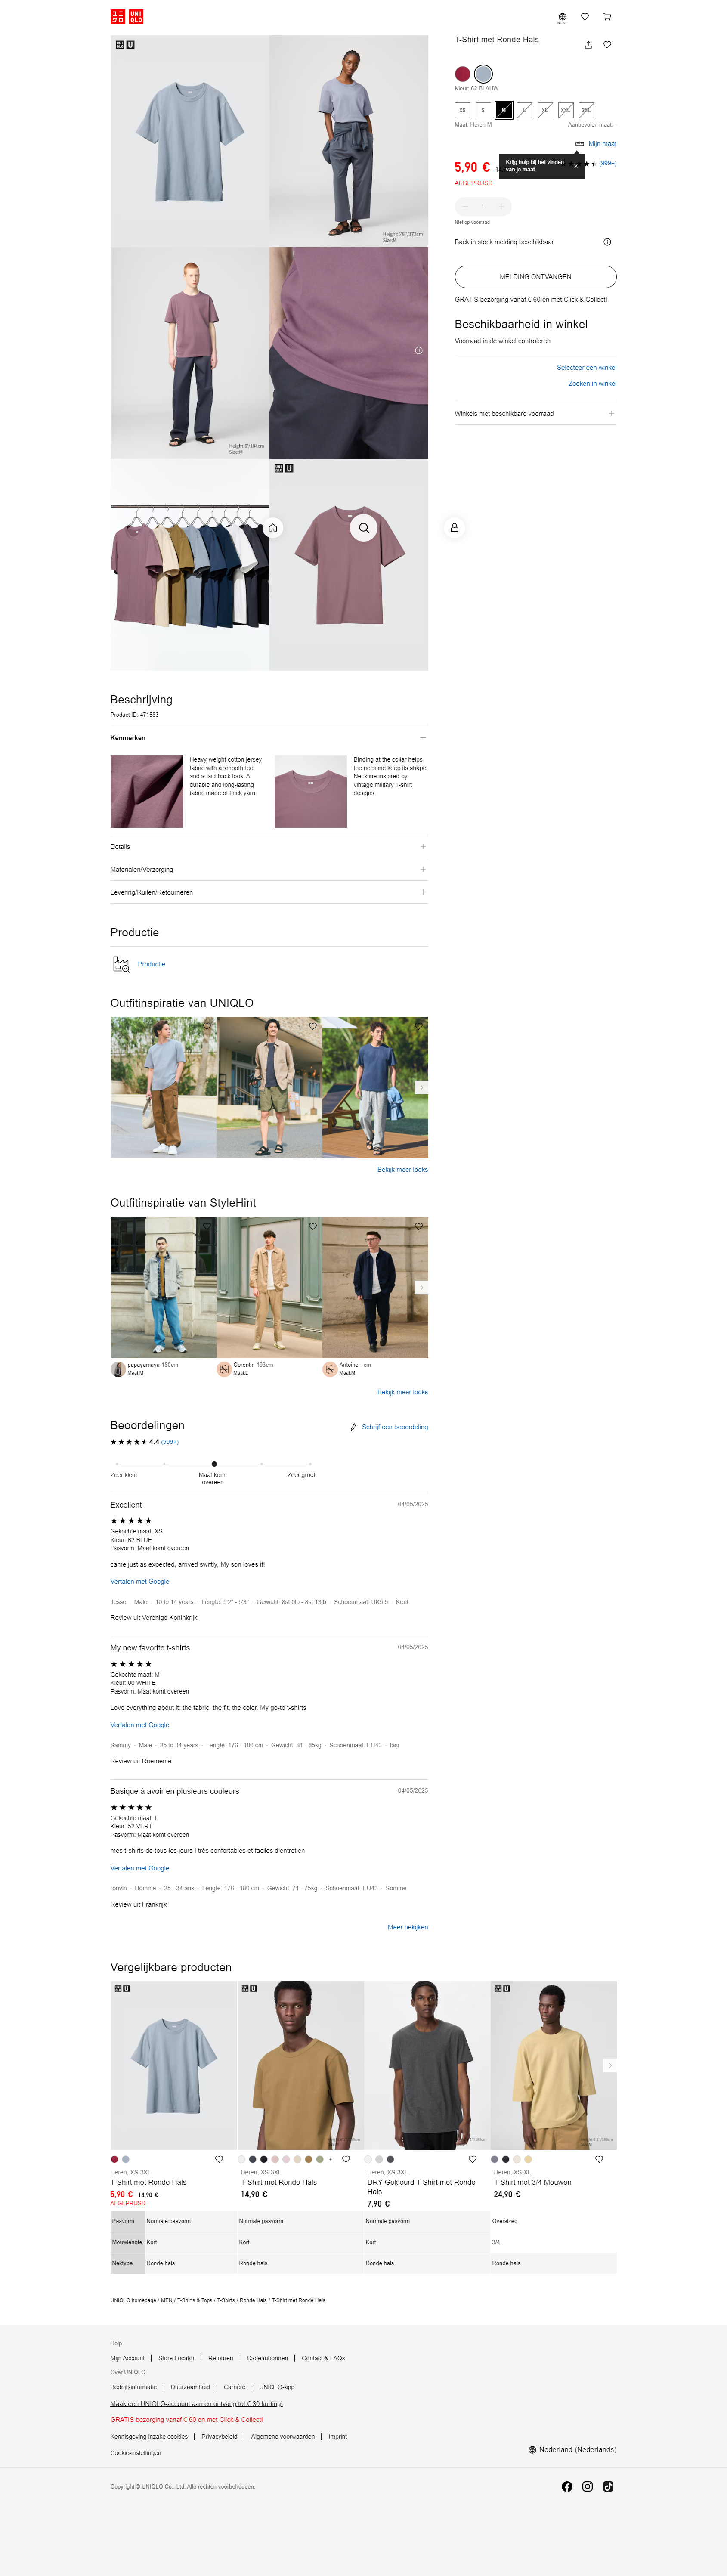 UNI QLO
NL-NL
T-Shirt met Ronde Hals
Kleur: 62 BLAUW
XS S M L XL XXL 3XL
Maat: Heren M
Aanbevolen maat: -
Mijn maat
5,90 €
Krijg hulp bij het vinden
van je maat
(999+)
AFGEPRIJSD
1
Niet op voorraad
Back in stock melding beschikbaar
MELDING ONTVANGEN
GRATIS bezorging vanaf € 60 en met Click & Collect!
Beschikbaarheid in winkel
Voorraad in de winkel controleren
Selecteer een winkel
Zoeken in winkel
Winkels met beschikbare voorraad
Height:5'8"/172cm
Size:M
Height:6'/184cm
Size:M
Beschrijving
Product ID: 471583
Kenmerken
Heavy-weight cotton jersey
fabric with a smooth feel
and a laid-back look. A
durable and long-lasting
fabric made of thick yarn.
Binding at the collar helps
the neckline keep its shape.
Neckline inspired by
vintage military T-shirt
designs.
Details
Materialen/Verzorging
Levering/Ruilen/Retourneren
Productie
Productie
Outfitinspiratie van UNIQLO
Bekijk meer looks
Outfitinspiratie van StyleHint
papayamaya 180cm
Maat:M
Corentin 193cm
Maat:L
Antoine - cm
Maat:M
Bekijk meer looks
Beoordelingen
Schrijf een beoordeling
4.4 (999+)
Zeer klein
Maat komt
overeen
Zeer groot
Excellent
04/05/2025
Gekochte maat: XS
Kleur: 62 BLUE
Pasvorm: Maat komt overeen
came just as expected, arrived swiftly, My son loves it!
Vertalen met Google
Jesse · Male · 10 to 14 years · Lengte: 5'2" - 5'3" · Gewicht: 8st 0lb - 8st 13lb · Schoenmaat: UK5.5 · Kent
Review uit Verenigd Koninkrijk
My new favorite t-shirts
04/05/2025
Gekochte maat: M
Kleur: 00 WHITE
Pasvorm: Maat komt overeen
Love everything about it: the fabric, the fit, the color. My go-to t-shirts
Vertalen met Google
Sammy · Male · 25 to 34 years · Lengte: 176 - 180 cm · Gewicht: 81 - 85kg · Schoenmaat: EU43 · Iași
Review uit Roemenië
Basique à avoir en plusieurs couleurs
04/05/2025
Gekochte maat: L
Kleur: 52 VERT
Pasvorm: Maat komt overeen
mes t-shirts de tous les jours ! très confortables et faciles d'entretien
Vertalen met Google
ronvin · Homme · 25 - 34 ans · Lengte: 176 - 180 cm · Gewicht: 71 - 75kg · Schoenmaat: EU43 · Somme
Review uit Frankrijk
Meer bekijken
Vergelijkbare producten
Heren, XS-3XL
T-Shirt met Ronde Hals
5,90 € 14,90 €
AFGEPRIJSD
+
Heren, XS-3XL
T-Shirt met Ronde Hals
14,90 €
Heren, XS-3XL
DRY Gekleurd T-Shirt met Ronde
Hals
7,90 €
Heren, XS-XL
T-Shirt met 3/4 Mouwen
24,90 €
Pasvorm Normale pasvorm Normale pasvorm Normale pasvorm Oversized
Mouwlengte Kort Kort Kort 3/4
Nektype Ronde hals Ronde hals Ronde hals Ronde hals
UNIQLO homepage / MEN / T-Shirts & Tops / T-Shirts / Ronde Hals / T-Shirt met Ronde Hals
Help
Mijn Account Store Locator Retouren Cadeaubonnen Contact & FAQs
Over UNIQLO
Bedrijfsinformatie Duurzaamheid Carrière UNIQLO-app
Maak een UNIQLO-account aan en ontvang tot € 30 korting!
GRATIS bezorging vanaf € 60 en met Click & Collect!
Kennisgeving inzake cookies Privacybeleid Algemene voorwaarden Imprint
Cookie-instellingen
Nederland (Nederlands)
Copyright © UNIQLO Co., Ltd. Alle rechten voorbehouden.